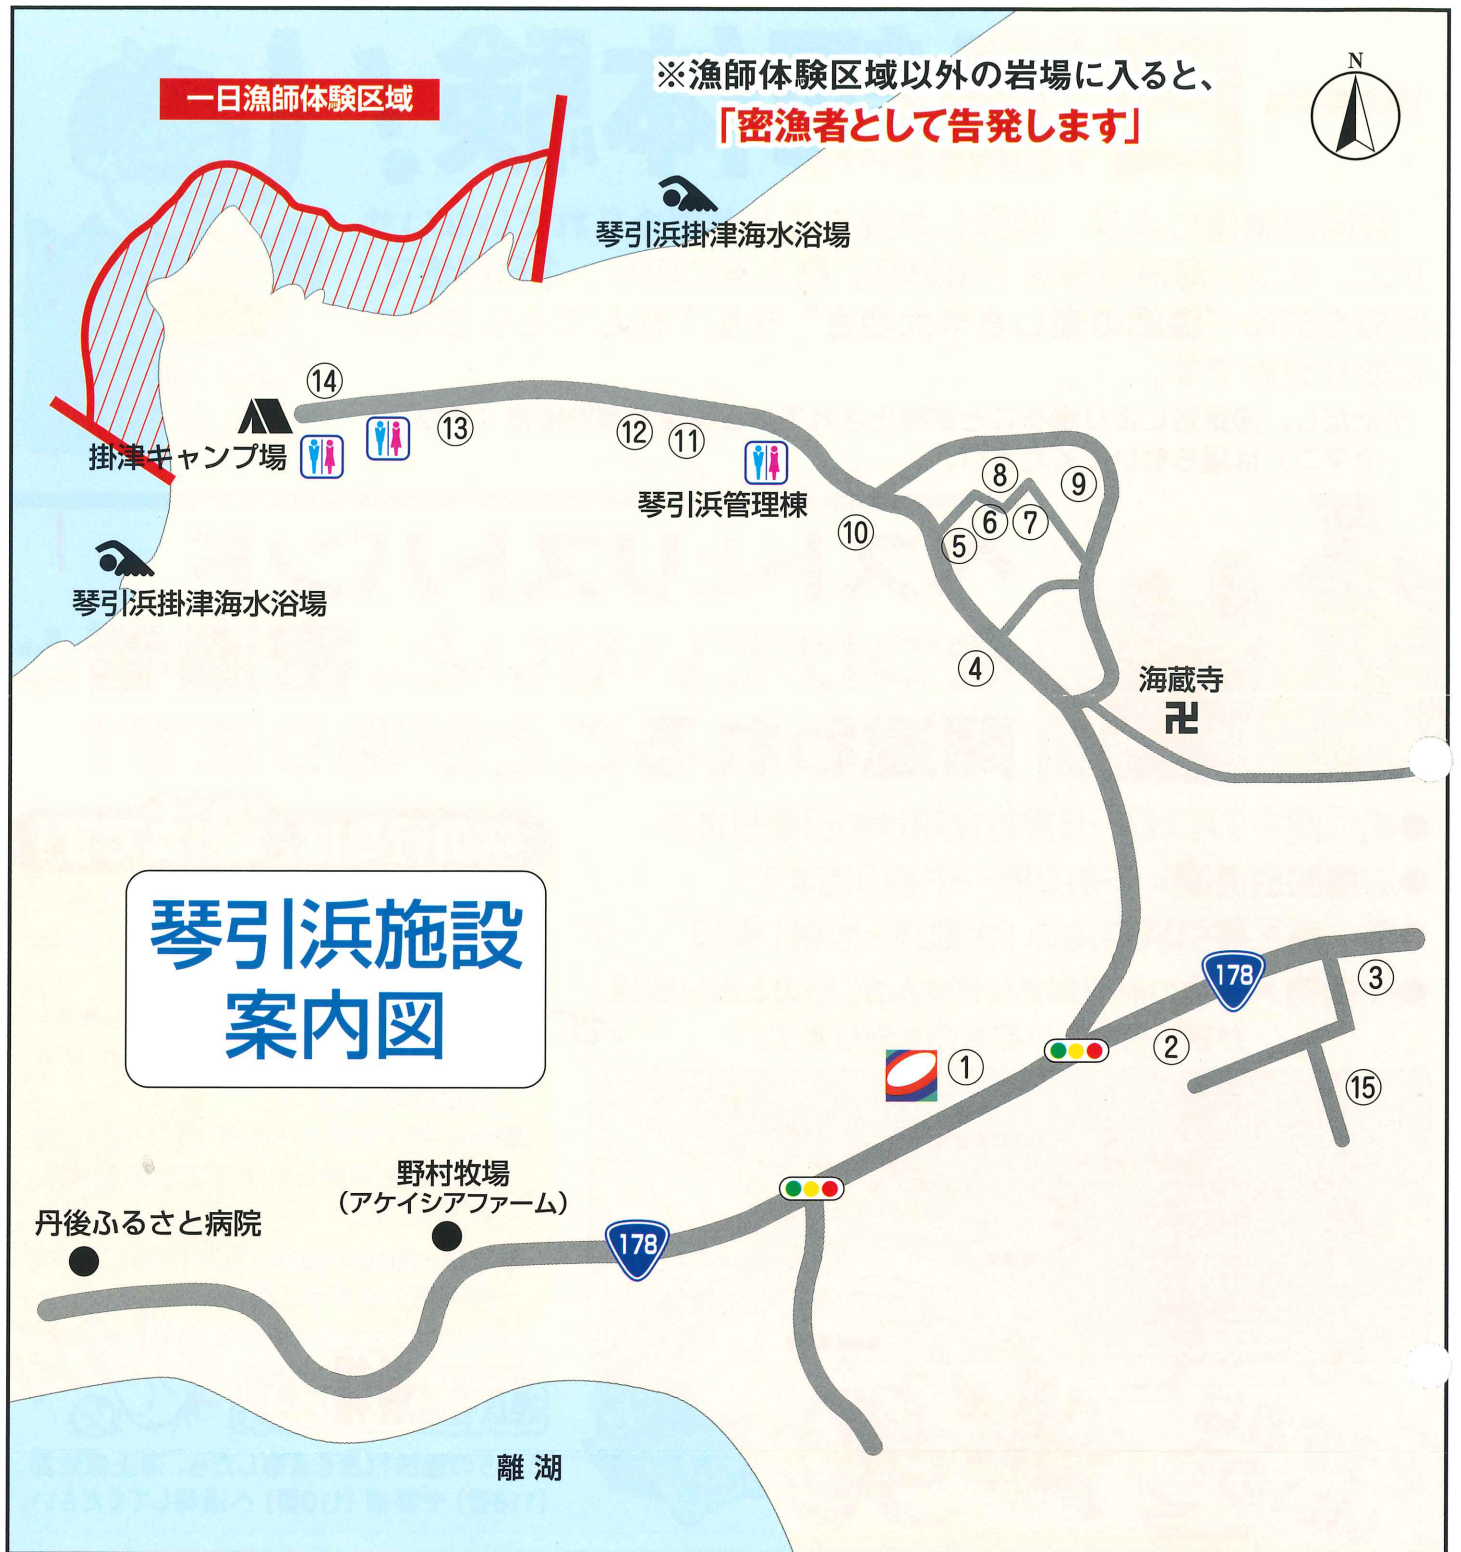 一日漁師体験区域
※漁師体験区域以外の岩場に入ると、
「密漁者として告発します」
N
琴引浜掛津海水浴場
⑭
⑬
⑫
⑪
掛津キャンプ場
琴引浜管理棟
⑩
⑧
⑨
⑥
⑦
⑤
琴引浜掛津海水浴場
④
海蔵寺
卍
琴引浜施設
案内図
178
③
②
①
⑮
野村牧場
（アケイシアファーム）
丹後ふるさと病院
178
離湖